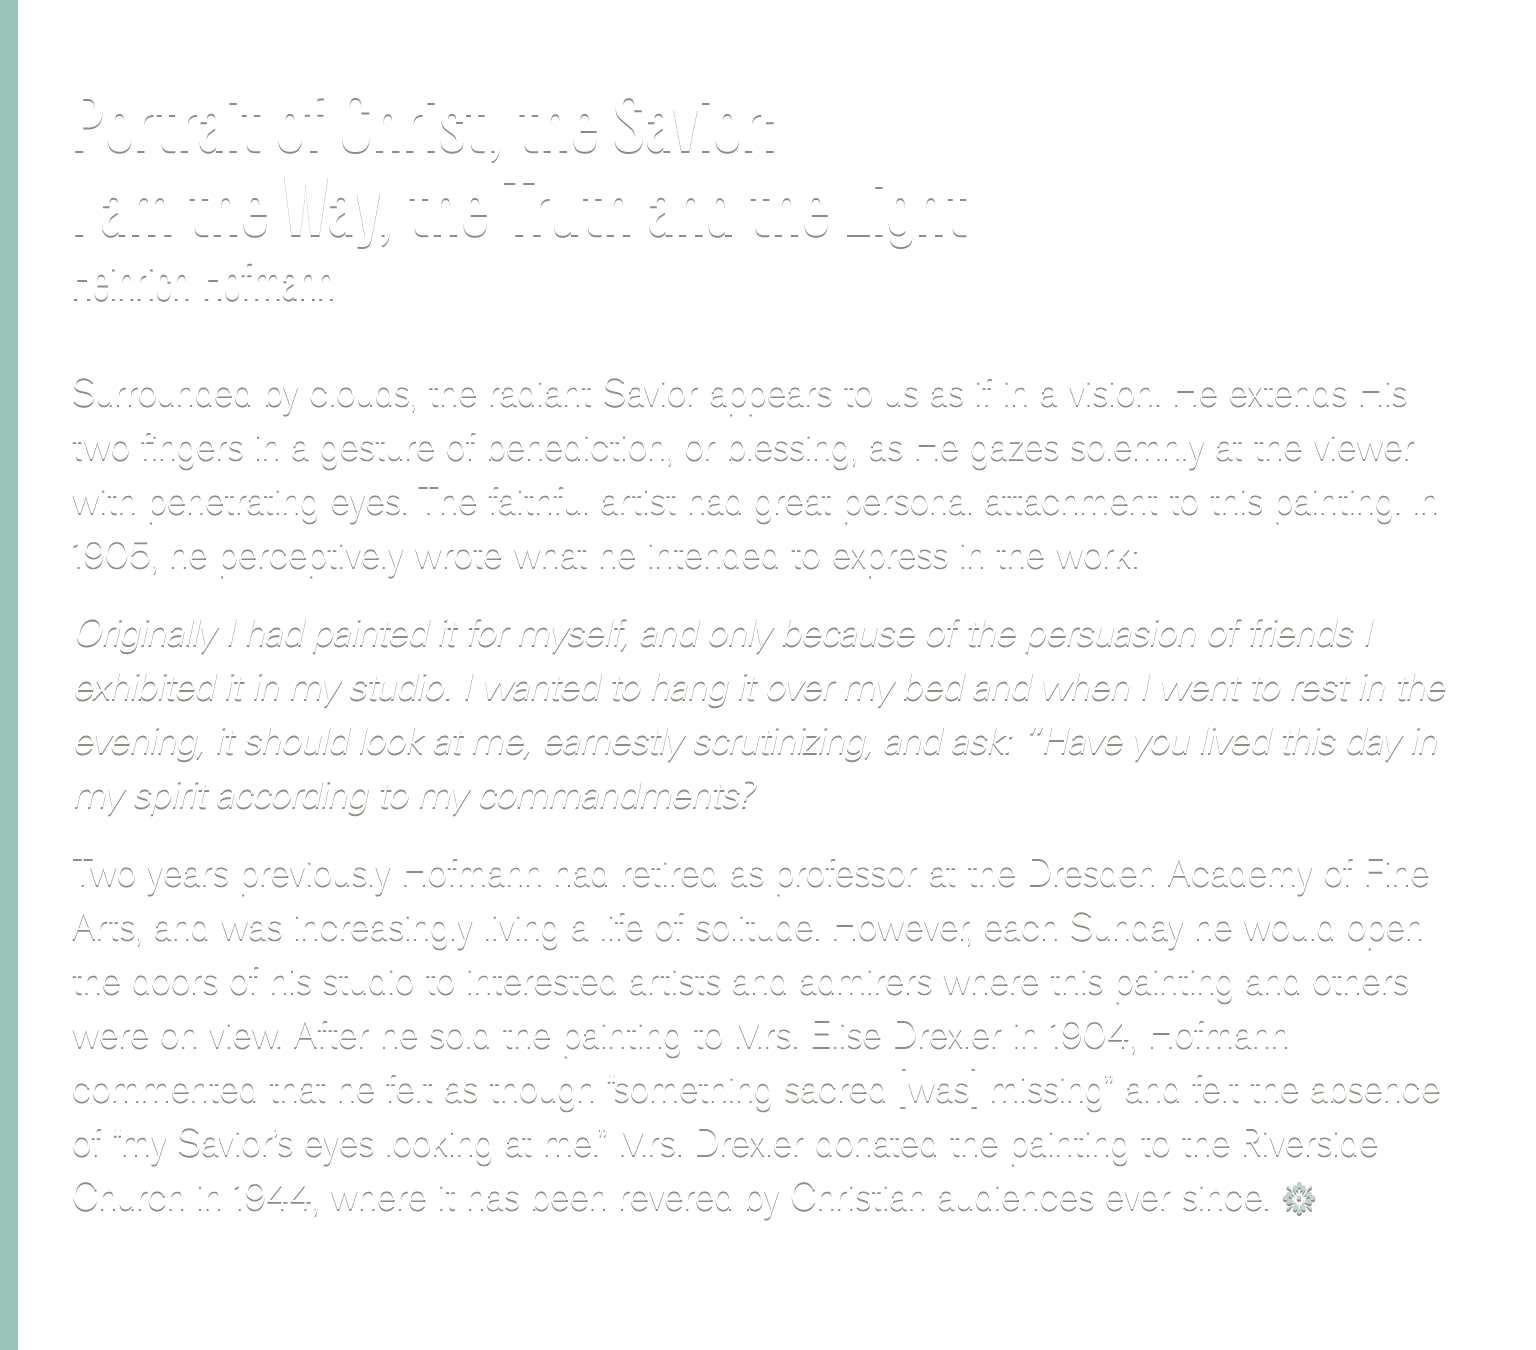 Portrait of Christ, the Savior:
I am the Way, the Truth and the Light
Heinrich Hofmann
Surrounded by clouds, the radiant Savior appears to us as if in a vision. He extends His
two fingers in a gesture of benediction, or blessing, as He gazes solemnly at the viewer
with penetrating eyes. The faithful artist had great personal attachment to this painting. In
1905, he perceptively wrote what he intended to express in the work:
Originally I had painted it for myself, and only because of the persuasion of friends I
exhibited it in my studio. I wanted to hang it over my bed and when I went to rest in the
evening, it should look at me, earnestly scrutinizing, and ask: “Have you lived this day in
my spirit according to my commandments?
Two years previously Hofmann had retired as professor at the Dresden Academy of Fine
Arts, and was increasingly living a life of solitude. However, each Sunday he would open
the doors of his studio to interested artists and admirers where this painting and others
were on view. After he sold the painting to Mrs. Elise Drexler in 1904, Hofmann
commented that he felt as though “something sacred [was] missing” and felt the absence
of “my Savior’s eyes looking at me.” Mrs. Drexler donated the painting to the Riverside
Church in 1944, where it has been revered by Christian audiences ever since.